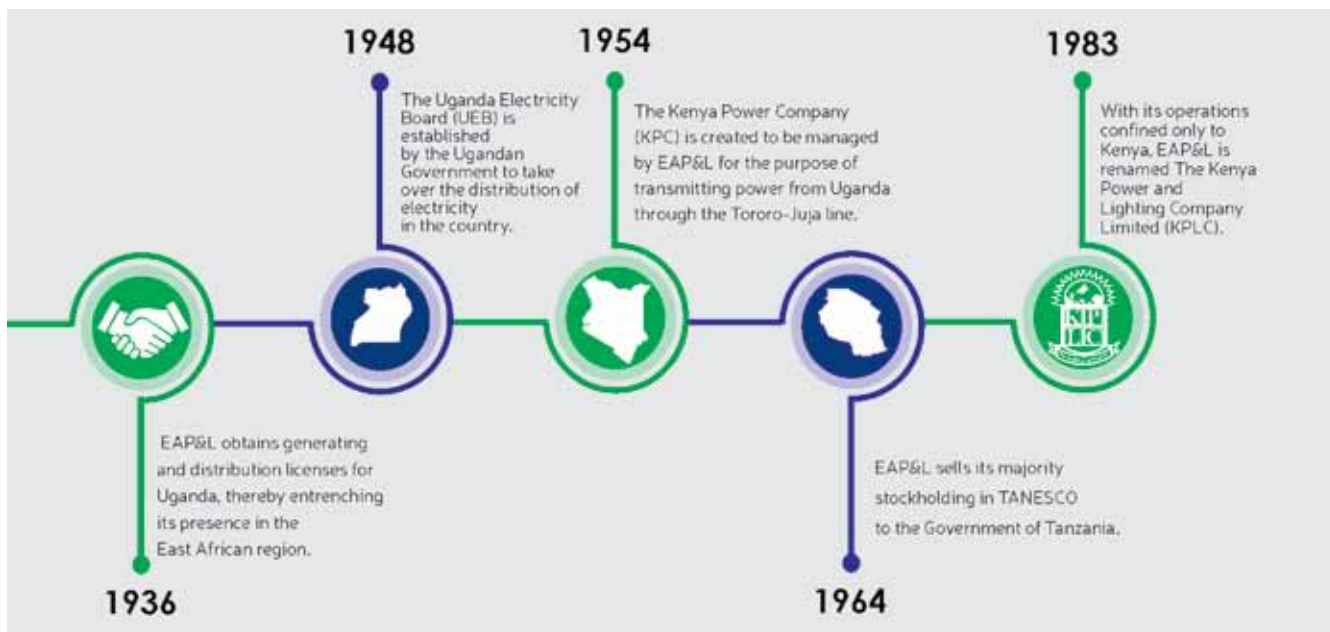 1948
The Uganda Electricity
Board (UEB) is
established
by the Ugandan
Government to take
over the distribution of
electricity
in the country.
1954
The Kenya Power Company
(KPC) is created to be managed
by EAP&L for the purpose of
transmitting power from Uganda
through the Tororo-Juja line.
1983
With its operations
confined only to
Kenya, EAP&L is
renamed The Kenya
Power and
Lighting Company
Limited (KPLC).
KP
LC
EAP&L obtains generating
and distribution licenses for
Uganda, thereby entrenching
its presence in the
East African region.
1936
EAP&L sells its majority
stockholding in TANESCO
to the Government of Tanzania.
1964